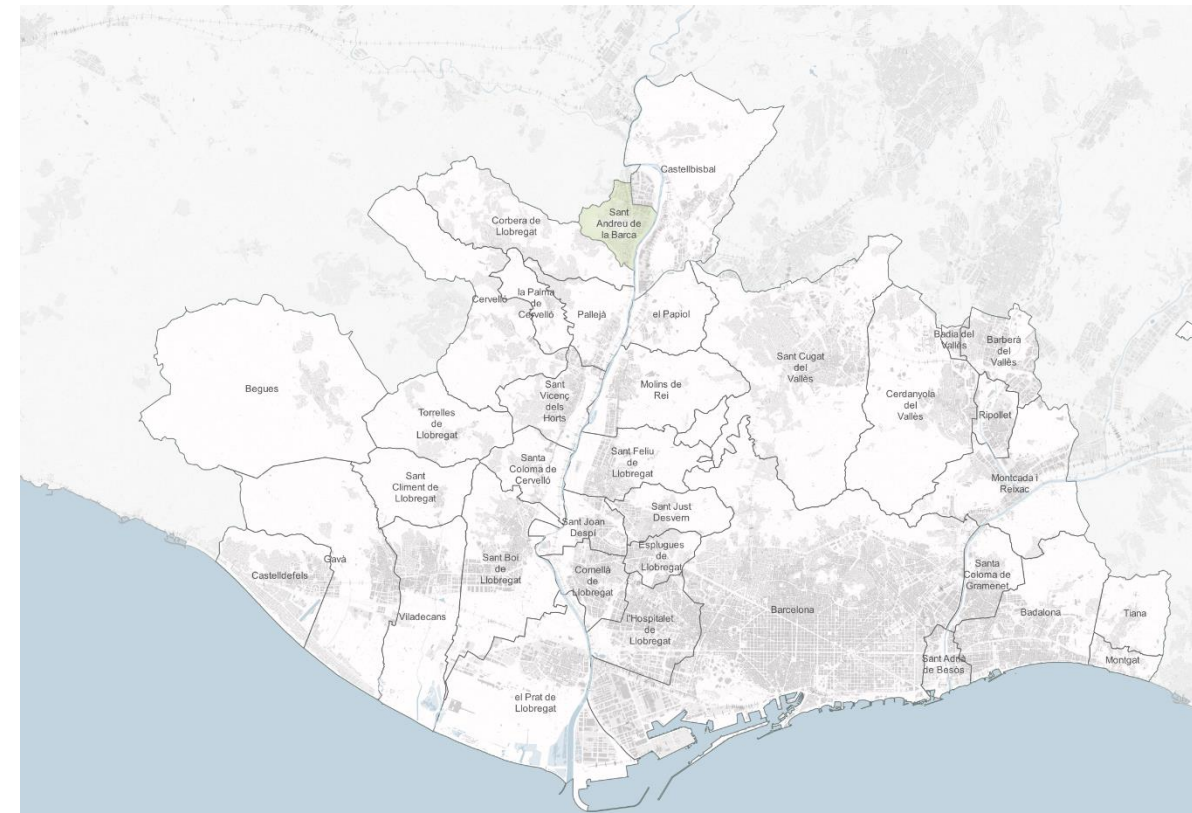 Castellbisbal
Sant
Andreu de
la Barca
Corbera de
Llobregat
Cervelló
la Palma
de
Cervelló
Pallejà
el Papiol
Sant Cugat
del
Vallès
Badia del
Vallès
Barberà
del
Vallès
Cerdanyola
del
Vallès
Ripollet
Begues
Torrelles
de
Llobregat
Sant
Vicenç
dels
Horts
Molins de
Rei
Santa
Coloma de
Cervelló
Sant Feliu
de
Llobregat
Sant
Climent de
Llobregat
Montcada i
Reixac
Sant Just
Desvern
Sant Joan
Despí
Esplugues
de
Llobregat
Castelldefels
Gavà
Viladecans
Sant Boi
de
Llobregat
Cornellà
de
Llobregat
l'Hospitalet
de
Llobregat
Barcelona
Santa
Coloma de
Gramenet
Badalona
Tiana
Montgat
Sant Adrià
de Besòs
el Prat de
Llobregat